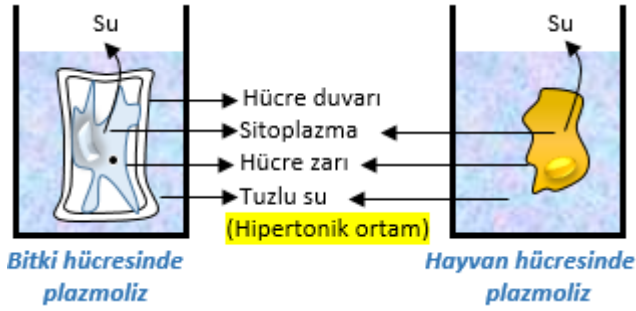 Su
Su
Hücre duvarı
Sitoplazma
Hücre zarı
Tuzlu su
(Hipertonik ortam)
Bitki hücresinde
plazmoliz
Hayvan hücresinde
plazmoliz